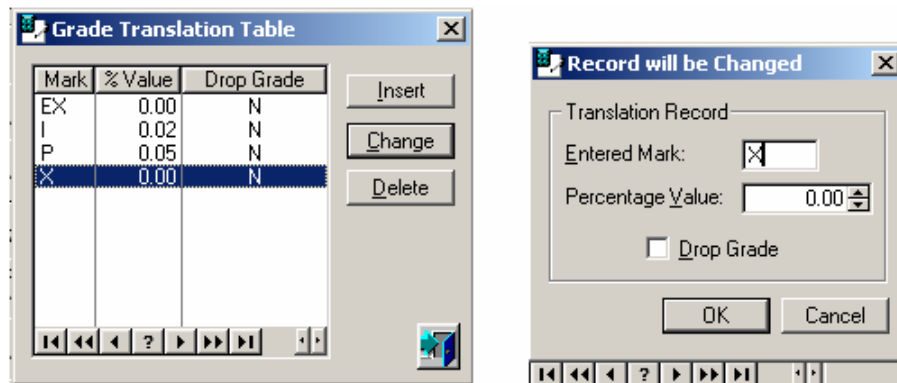 Grade Translation Table
Mark % Value Drop Grade
EX 0.00 N
I 0.02 N
P 0.05 N
X 0.00 N
Insert
Change
Delete
?
Record will be Changed
Translation Record
Entered Mark: X
Percentage Value: 0.00
Drop Grade
OK Cancel
?